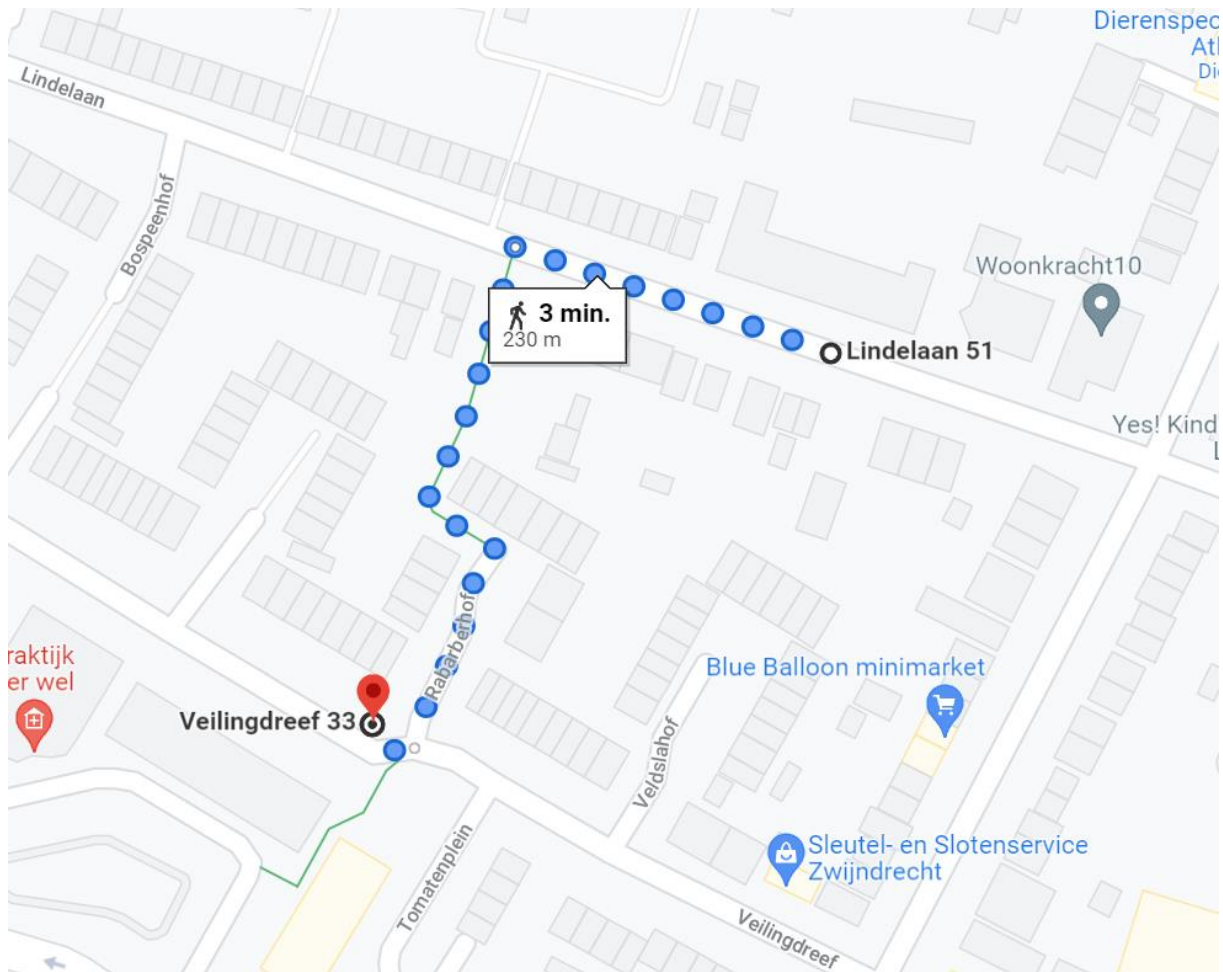 Dierenspec
Atl
Die
Lindelaan
Bospeenhof
Woonkracht10
3 min.
230 m
Lindelaan 51
Yes! Kind
L
Rabarberhof
raktijk
er wel
Blue Balloon minimarket
Veilingdreef 33
Veldslahof
Sleutel- en Slotenservice
Zwijndrecht
Tomatenplein
Veilingdreef